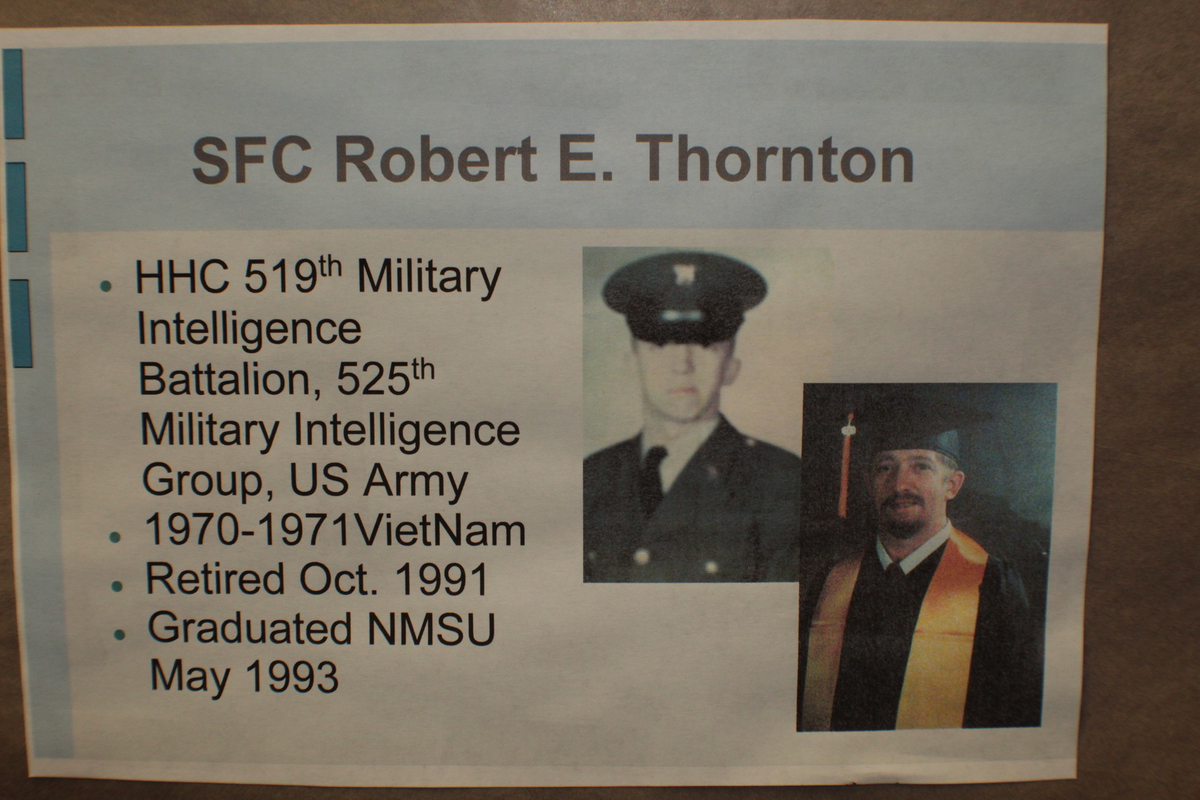 SFC Robert E. Thornton
• HHC 519th Military
Intelligence
Battalion, 525th
Military Intelligence
Group, US Army
• 1970-1971VietNam
• Retired Oct. 1991
• Graduated NMSU
May 1993